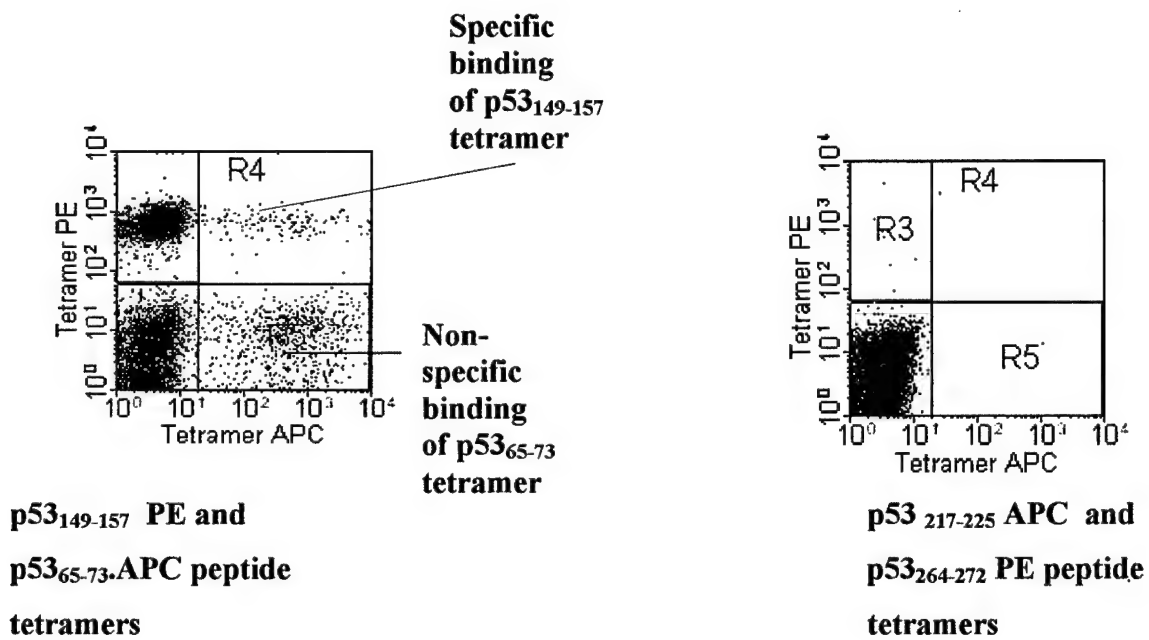 Specific
binding
of p53149-157
tetramer
10⁴
10³
10²
10¹
10⁰
Tetramer PE
R4
10⁰ 10¹ 10² 10³ 10⁴
Tetramer APC
Non-
specific
binding
of p5365-73
tetramer
p53149-157 PE and
p5365-73.APC peptide
tetramers
10⁴
10³
10²
10¹
10⁰
Tetramer PE
R3
R4
R5
10⁰ 10¹ 10² 10³ 10⁴
Tetramer APC
p53 217-225 APC and
p53264-272 PE peptide
tetramers